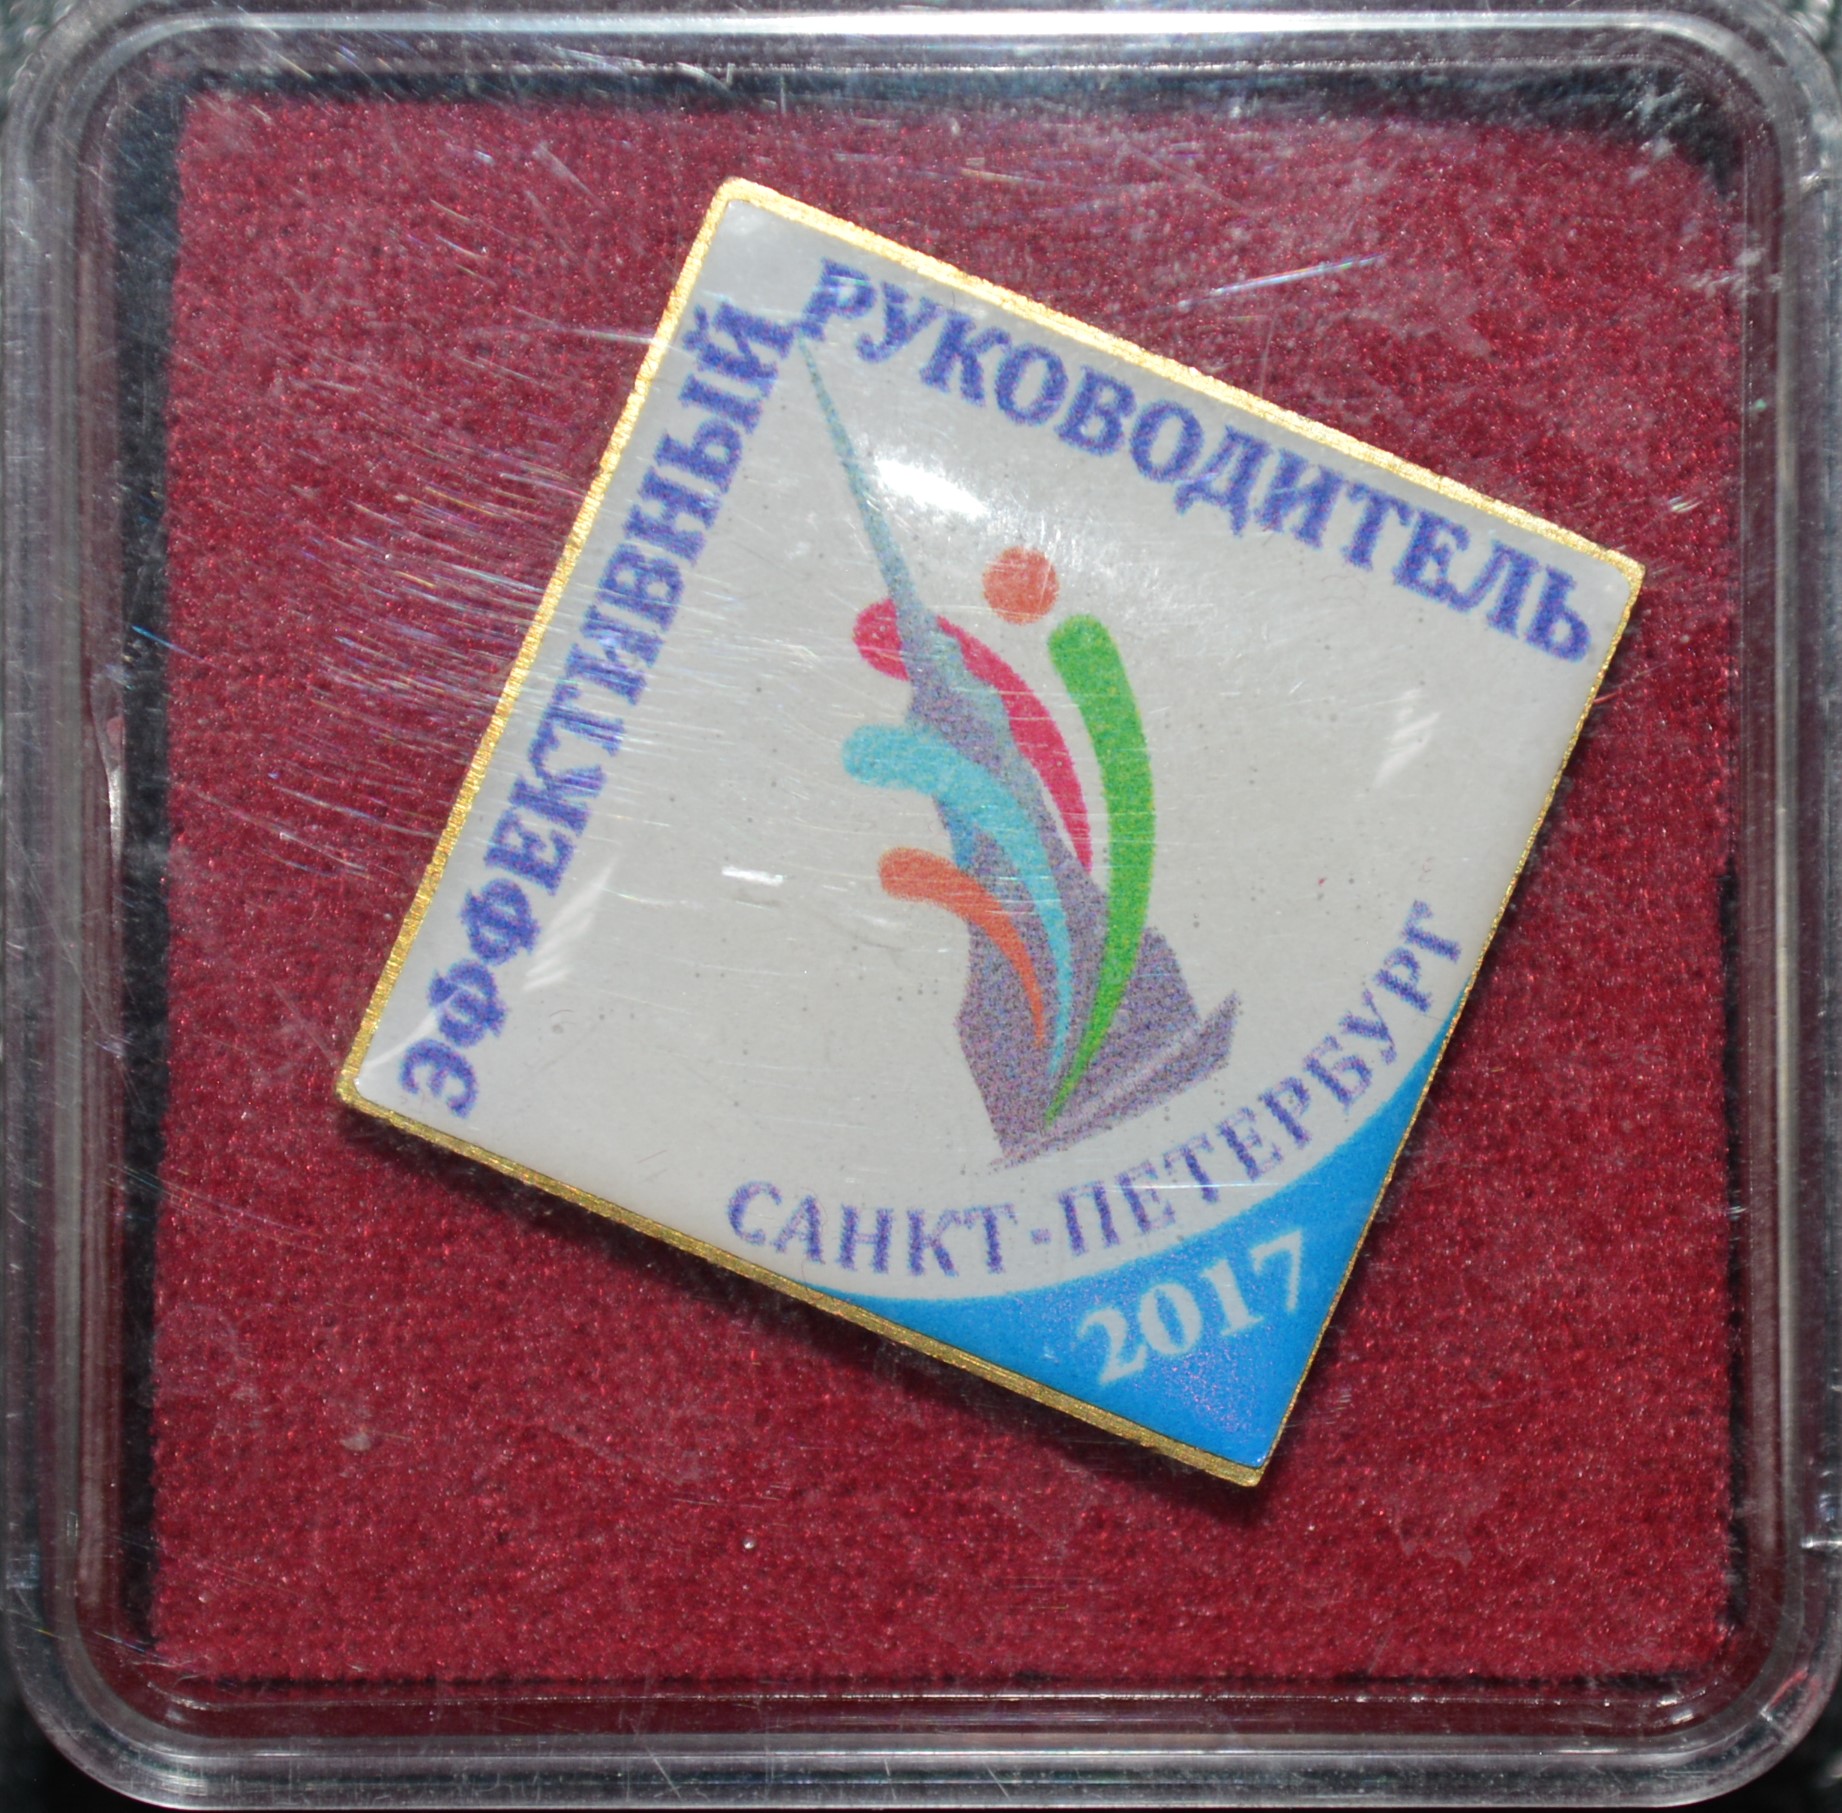 ЭФФЕКТИВНЫЙ
РУКОВОДИТЕЛЬ
САНКТ-ПЕТЕРБУРГ
2017